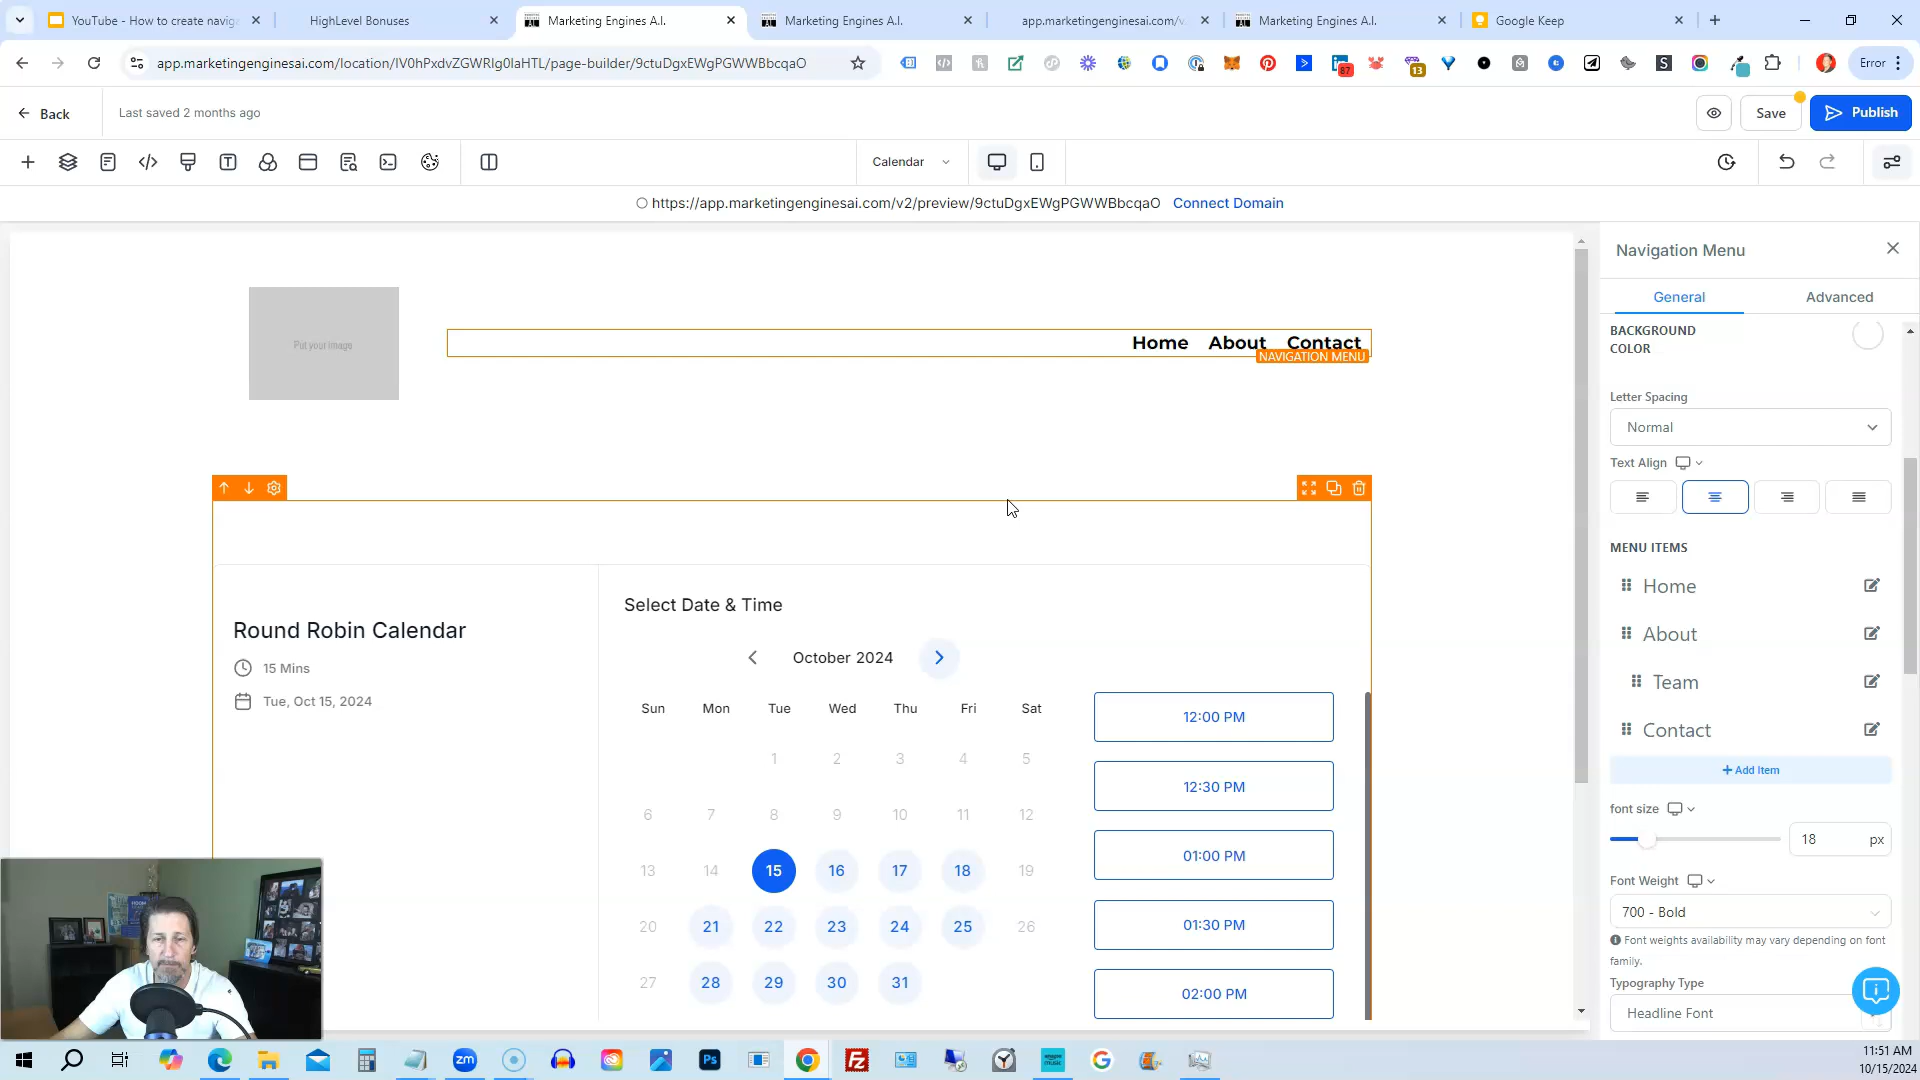 YouTube - How to create navig
HighLevel Bonuses
Marketing Engines A.I.
Marketing Engines A.I.
app.marketingenginesai.com/v
Marketing Engines A.I.
Google Keep
app.marketingenginesai.com/location/lV0hPxdvZGWRlg0laHTL/page-builder/9ctuDgxEWgPGWWBbcqaO
87
13
Error
Back
Last saved 2 months ago
Save
Publish
Calendar
https://app.marketingenginesai.com/v2/preview/9ctuDgxEWgPGWWBbcqaO
Connect Domain
Put your image
Home About Contact
NAVIGATION MENU
Round Robin Calendar
15 Mins
Tue, Oct 15, 2024
Select Date & Time
October 2024
Sun Mon Tue Wed Thu Fri Sat
1 2 3 4 5
6 7 8 9 10 11 12
13 14 15 16 17 18 19
20 21 22 23 24 25 26
27 28 29 30 31
12:00 PM
12:30 PM
01:00 PM
01:30 PM
02:00 PM
Navigation Menu
General
Advanced
BACKGROUND
COLOR
Letter Spacing
Normal
Text Align
MENU ITEMS
Home
About
Team
Contact
+ Add Item
font size
18 px
Font Weight
700 - Bold
Font weights availability may vary depending on font
family.
Typography Type
Headline Font
zm
Ps
11:51 AM
10/15/2024